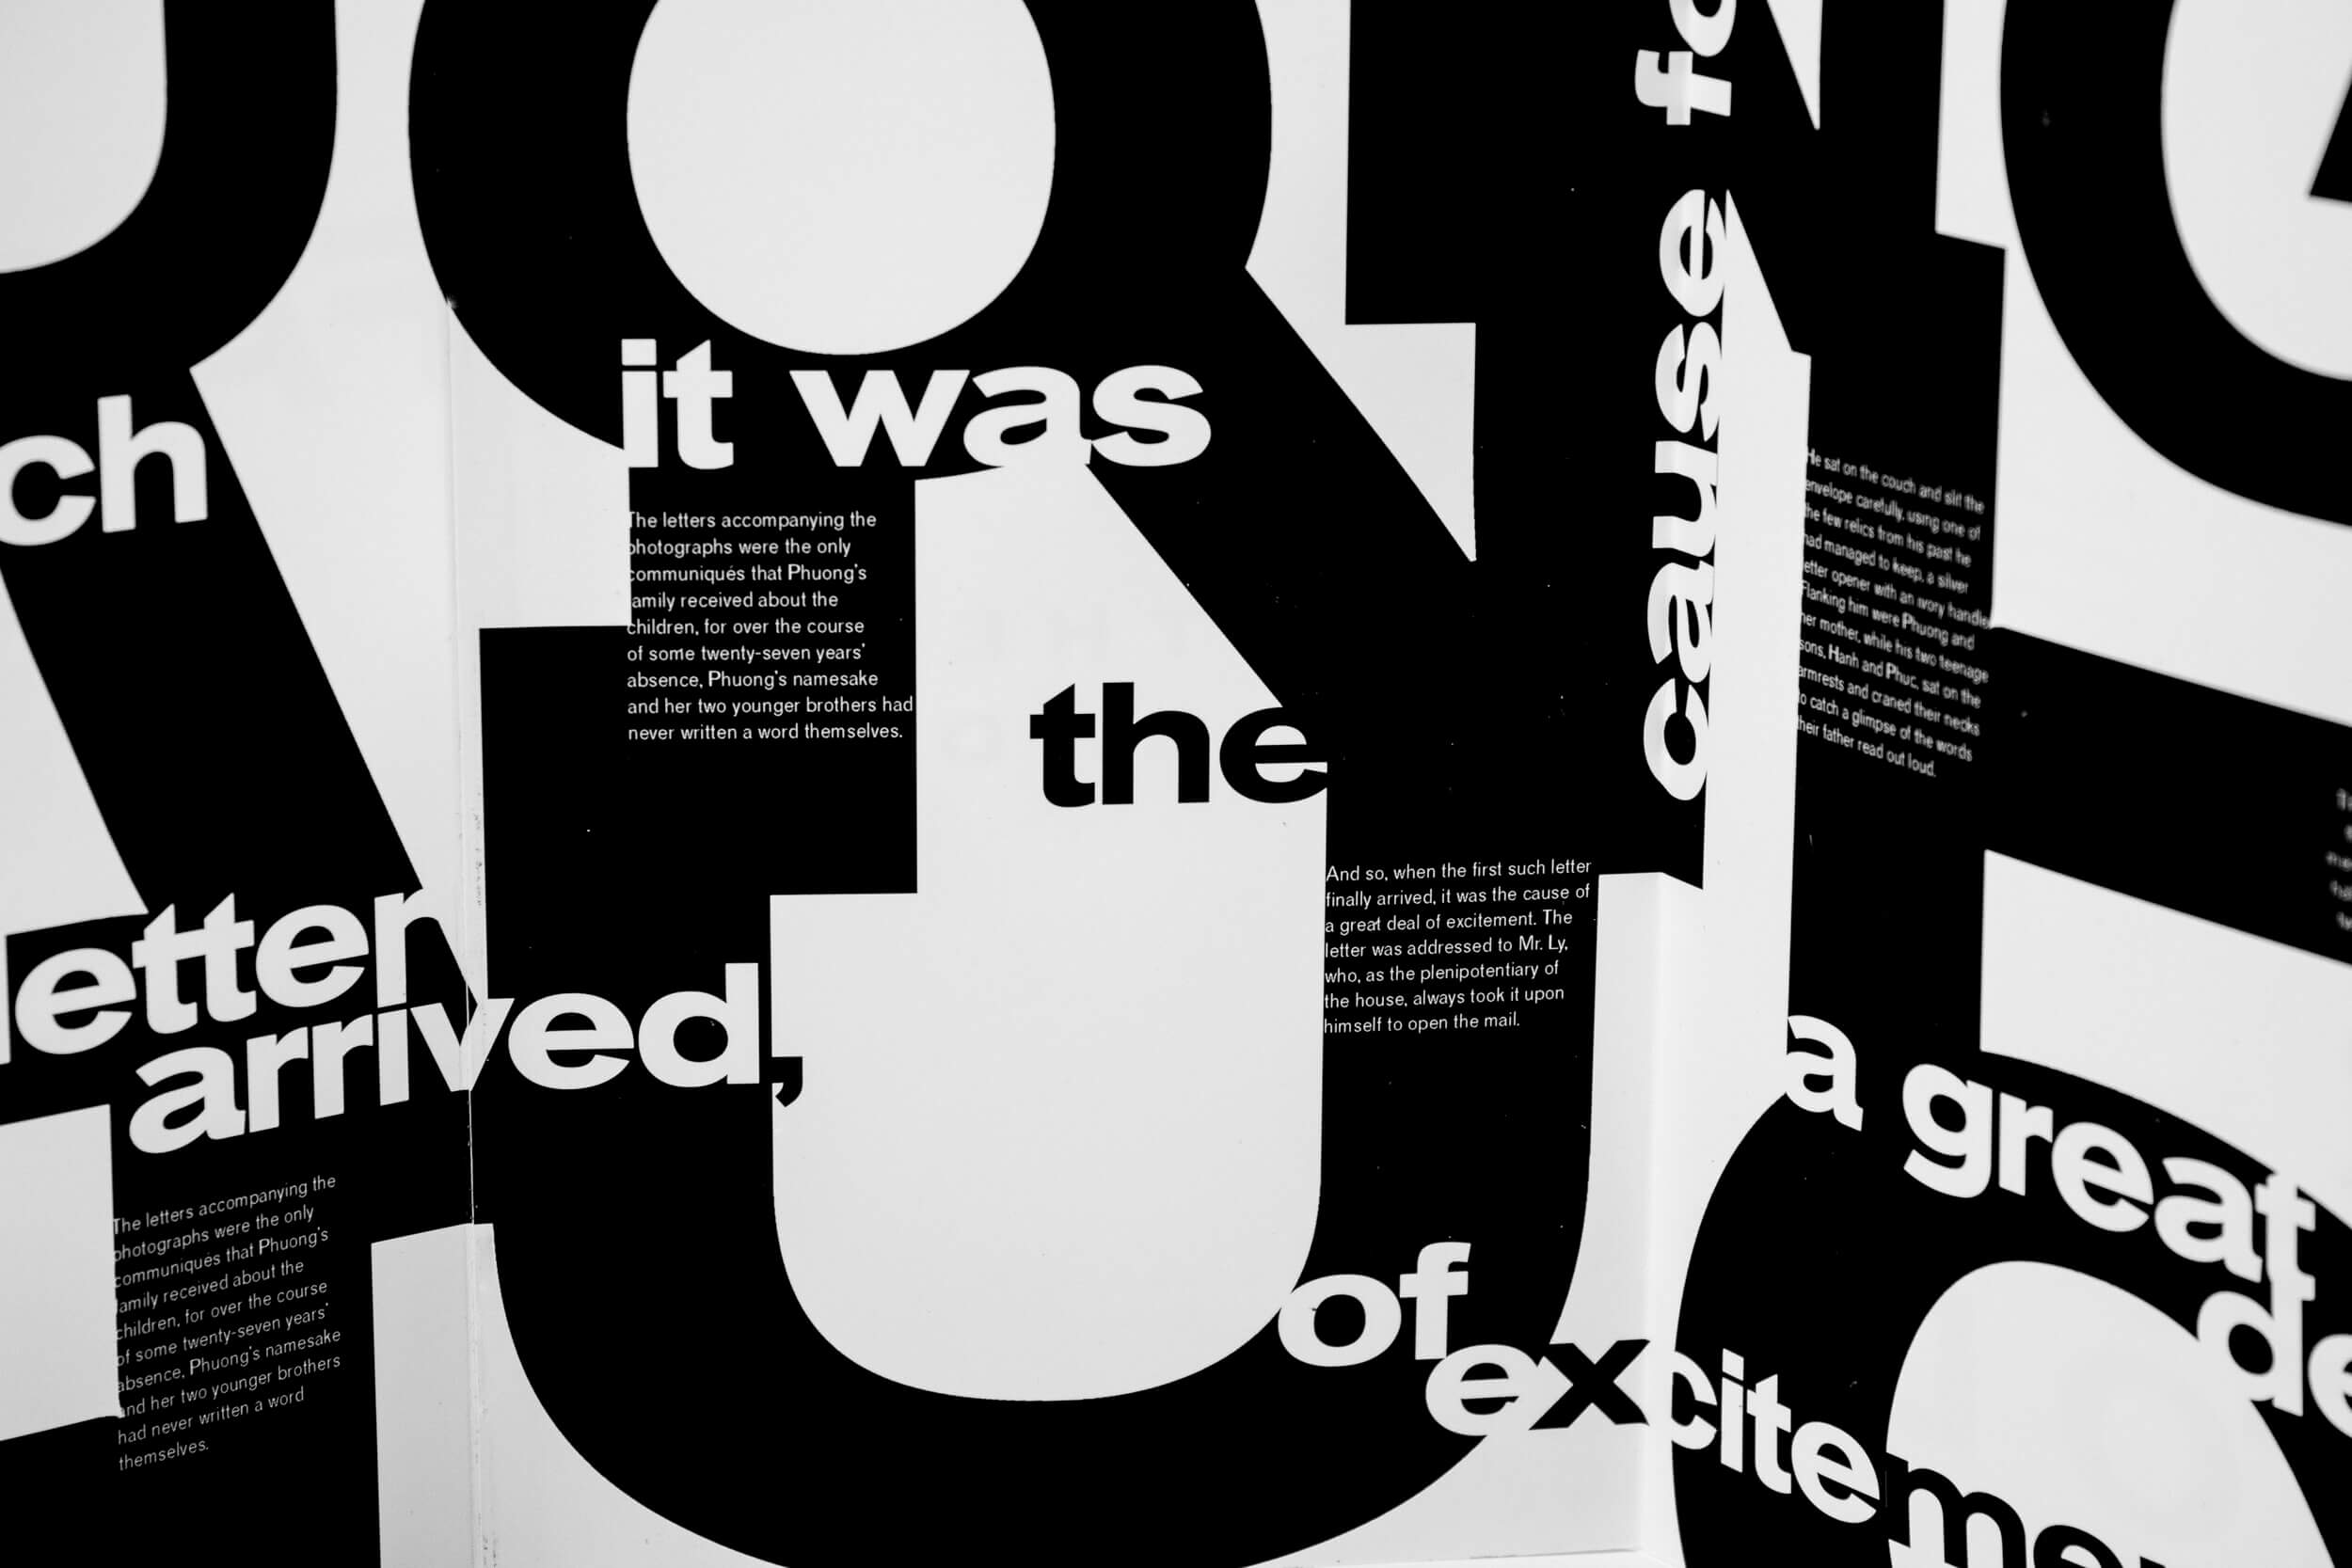 ch
letter
arrived,
The letters accompanying the
photographs were the only
communiqués that Phuong's
family received about the
children, for over the course
of some twenty-seven years'
absence, Phuong's namesake
and her two younger brothers
had never written a word
themselves.
it was
The letters accompanying the
photographs were the only
communiqués that Phuong's
family received about the
children, for over the course
of some twenty-seven years'
absence, Phuong's namesake
and her two younger brothers had
never written a word themselves.
the
cause fo
And so, when the first such letter
finally arrived, it was the cause of
a great deal of excitement. The
letter was addressed to Mr. Ly,
who, as the plenipotentiary of
the house, always took it upon
himself to open the mail.
He sat on the couch and slit the
envelope carefully, using one of
the few relics from his past he
had managed to keep, a silver
letter opener with an ivory handle.
Flanking him were Phuong and
her mother, while his two teenage
sons, Hanh and Phuc, sat on the
armrests and craned their necks
to catch a glimpse of the words
their father read out loud.
a great
de
of
excitemen